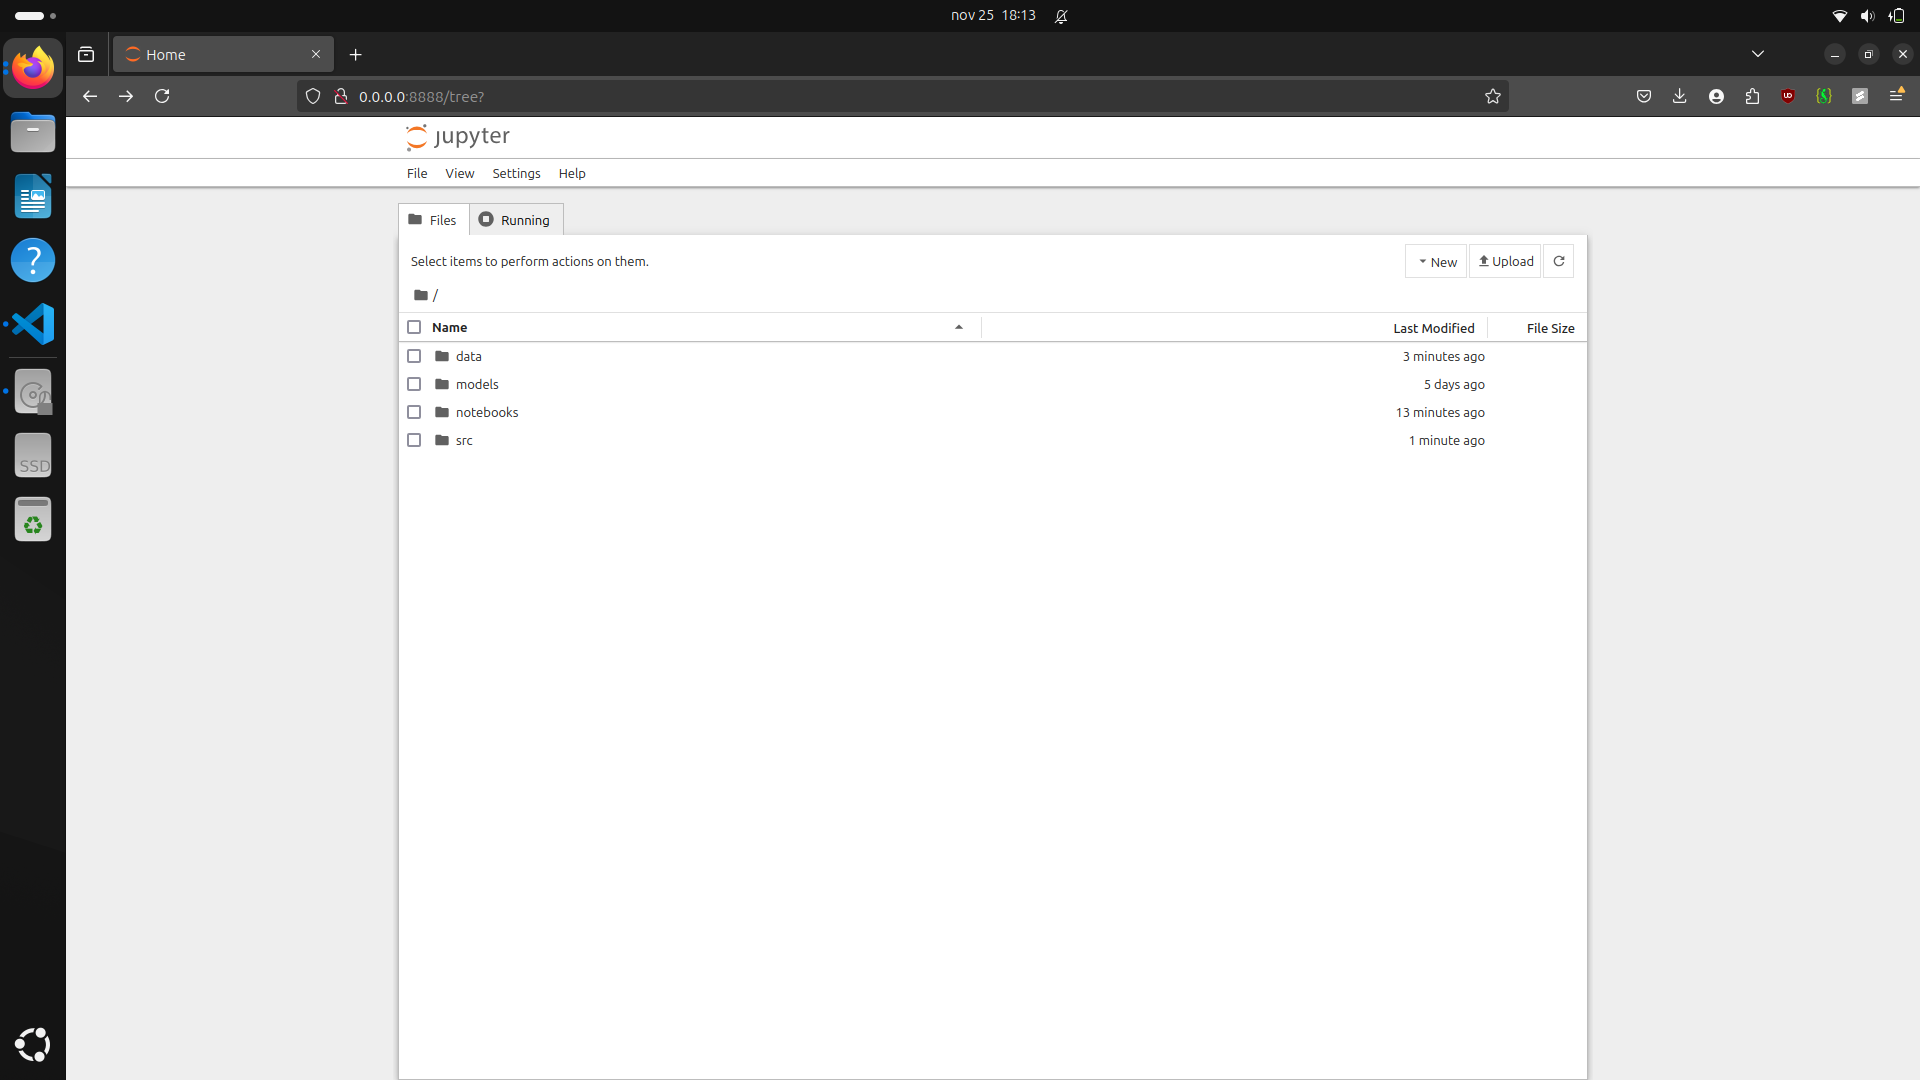 nov 25 18:13
Home
0.0.0.0:8888/tree?
UD
jupyter
File View Settings Help
Files Running
Select items to perform actions on them.
New Upload
/
Name Last Modified File Size
data 3 minutes ago
models 5 days ago
notebooks 13 minutes ago
src 1 minute ago
SSD